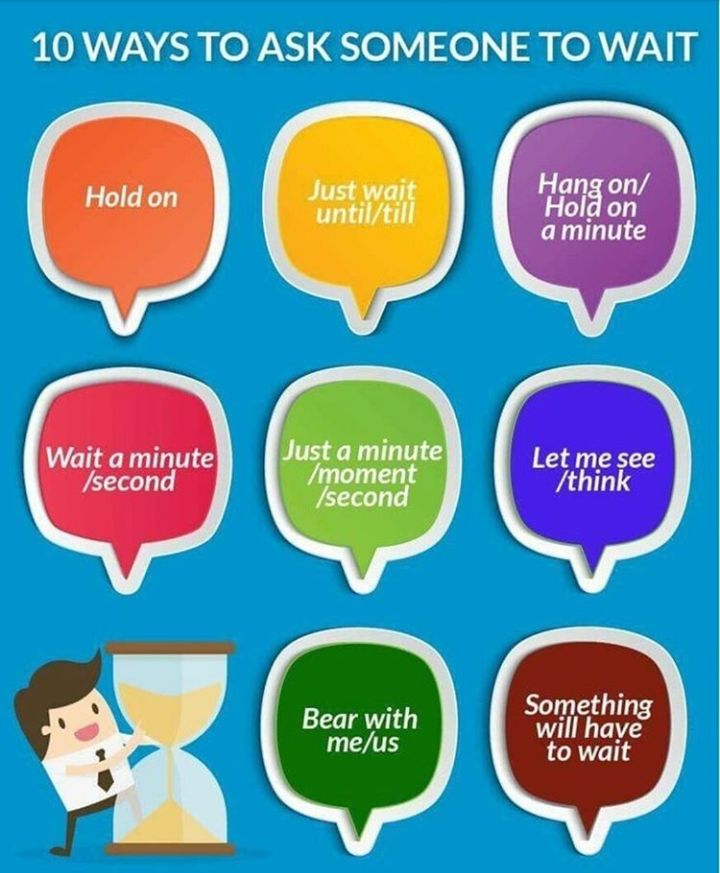 10 WAYS TO ASK SOMEONE TO WAIT
Hold on
Just wait
until/till
Hang on/
Hold on
a minute
Wait a minute
/second
Just a minute
/moment
/second
Let me see
/think
Bear with
me/us
Something
will have
to wait